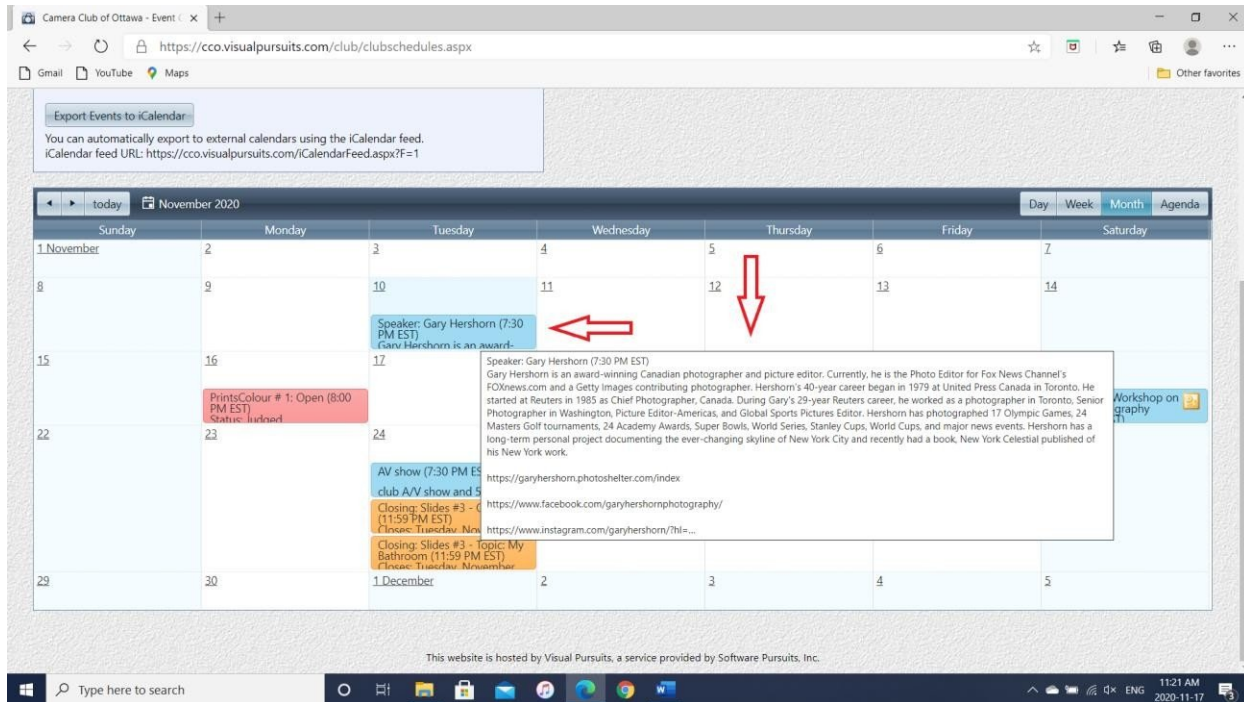 Camera Club of Ottawa - Event
https://cco.visualpursuits.com/club/clubschedules.aspx
Gmail YouTube Maps Other favorites
Export Events to iCalendar
You can automatically export to external calendars using the iCalendar feed.
iCalendar feed URL: https://cco.visualpursuits.com/iCalendarFeed.aspx?F=1
today November 2020 Day Week Month Agenda
Sunday Monday Tuesday Wednesday Thursday Friday Saturday
1 November 2 3 4 5 6 7
8 9 10 11 12 13 14
Speaker: Gary Hershorn (7:30
PM EST)
Gary Hershorn is an award-
15 16 17
PrintsColour # 1: Open (8:00
PM EST)
Status: Judged
Speaker: Gary Hershorn (7:30 PM EST)
Gary Hershorn is an award-winning Canadian photographer and picture editor. Currently, he is the Photo Editor for Fox News Channel's
FOXnews.com and a Getty Images contributing photographer. Hershorn's 40-year career began in 1979 at United Press Canada in Toronto. He
started at Reuters in 1985 as Chief Photographer, Canada. During Gary's 29-year Reuters career, he worked as a photographer in Toronto, Senior
Photographer in Washington, Picture Editor-Americas, and Global Sports Pictures Editor. Hershorn has photographed 17 Olympic Games, 24
Masters Golf tournaments, 24 Academy Awards, Super Bowls, World Series, Stanley Cups, World Cups, and major news events. Hershorn has a
long-term personal project documenting the ever-changing skyline of New York City and recently had a book, New York Celestial published of
his New York work.
https://garyhershorn.photoshelter.com/index
https://www.facebook.com/garyhershornphotography/
https://www.instagram.com/garyhershorn/?hl=...
Workshop on
graphy
22 23 24
AV show (7:30 PM ES
club A/V show and 5
Closing: Slides #3 -
(11:59 PM EST)
Closes: Tuesday, Nov
Closing: Slides #3 - Topic: My
Bathroom (11:59 PM EST)
Closes: Tuesday, November
29 30 1 December 2 3 4 5
This website is hosted by Visual Pursuits, a service provided by Software Pursuits, Inc.
Type here to search
ENG
11:21 AM
2020-11-17